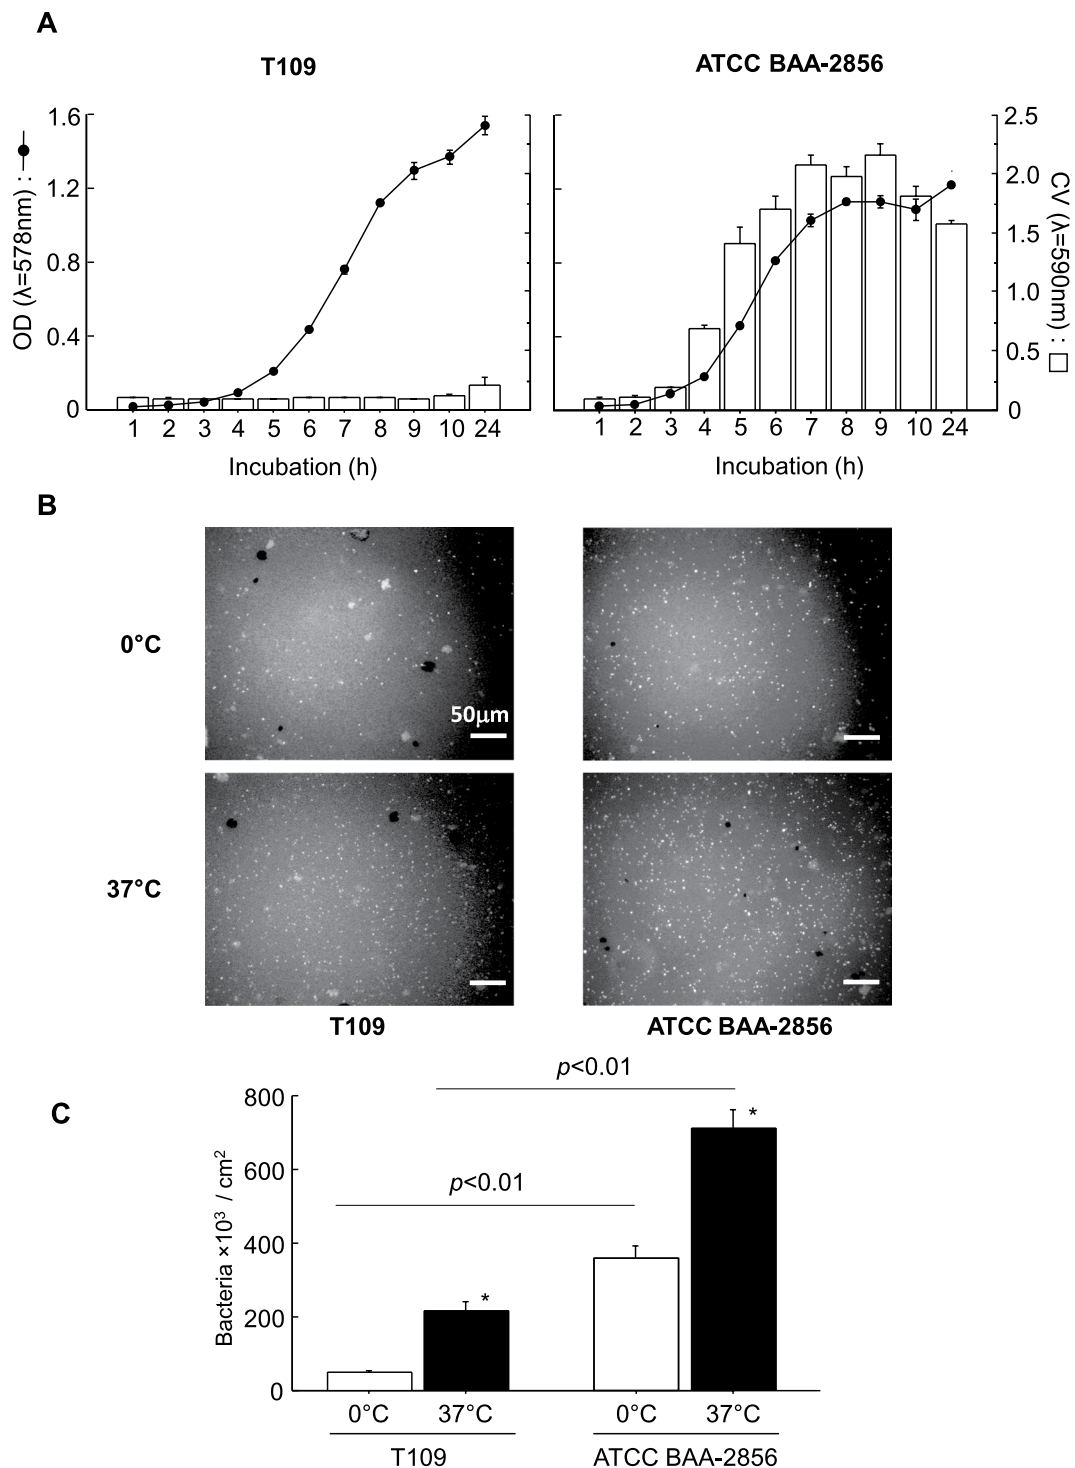 A
T109
ATCC BAA-2856
OD (λ=578nm) :
1.6
1.2
0.8
0.4
0
1 2 3 4 5 6 7 8 9 10 24
Incubation (h)
1 2 3 4 5 6 7 8 9 10 24
Incubation (h)
2.5
2.0
1.5
1.0
0.5
0
CV (λ=590nm) :
B
0°C
50µm
37°C
T109
ATCC BAA-2856
C
p<0.01
p<0.01
Bacteria ×10³ / cm²
800
600
400
200
0
*
*
0°C 37°C 0°C 37°C
T109 ATCC BAA-2856